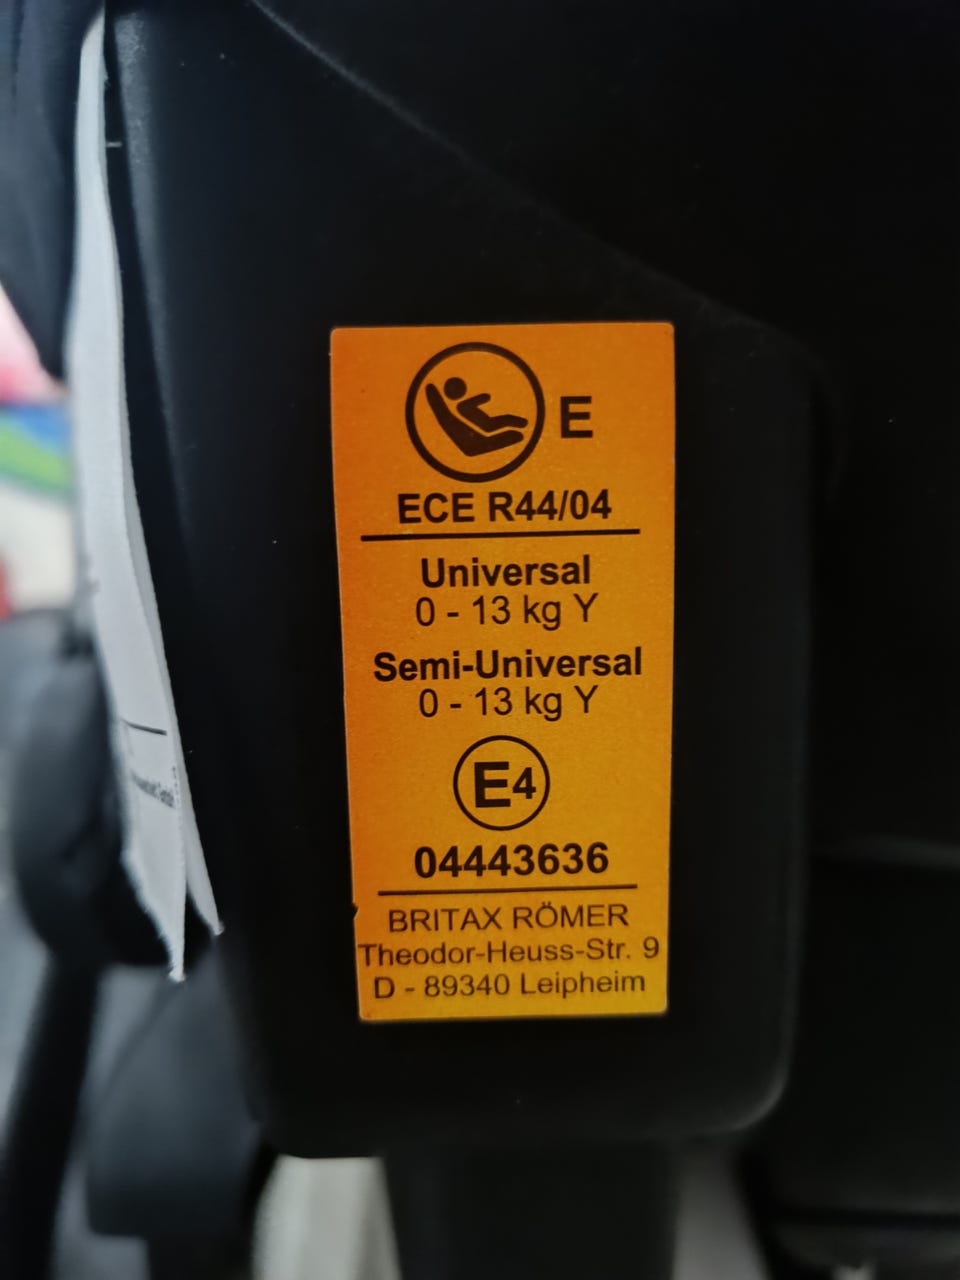 E
ECE R44/04
Universal
0 - 13 kg Y
Semi-Universal
0 - 13 kg Y
E4
04443636
BRITAX RÖMER
Theodor-Heuss-Str. 9
D - 89340 Leipheim